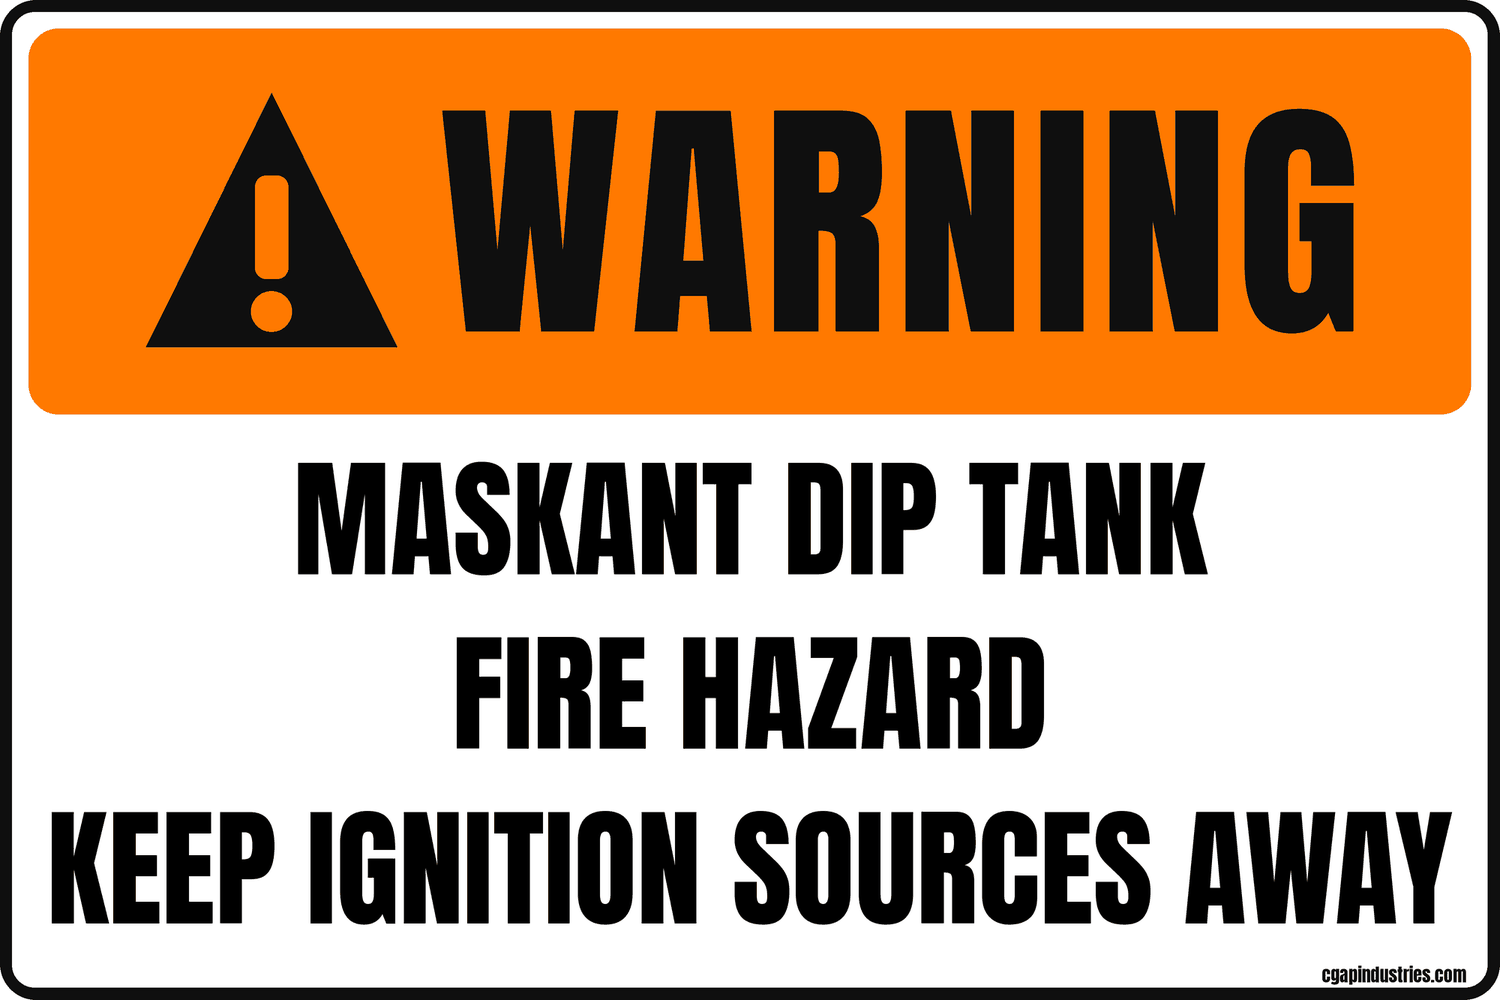 WARNING
MASKANT DIP TANK
FIRE HAZARD
KEEP IGNITION SOURCES AWAY
cgapindustries.com